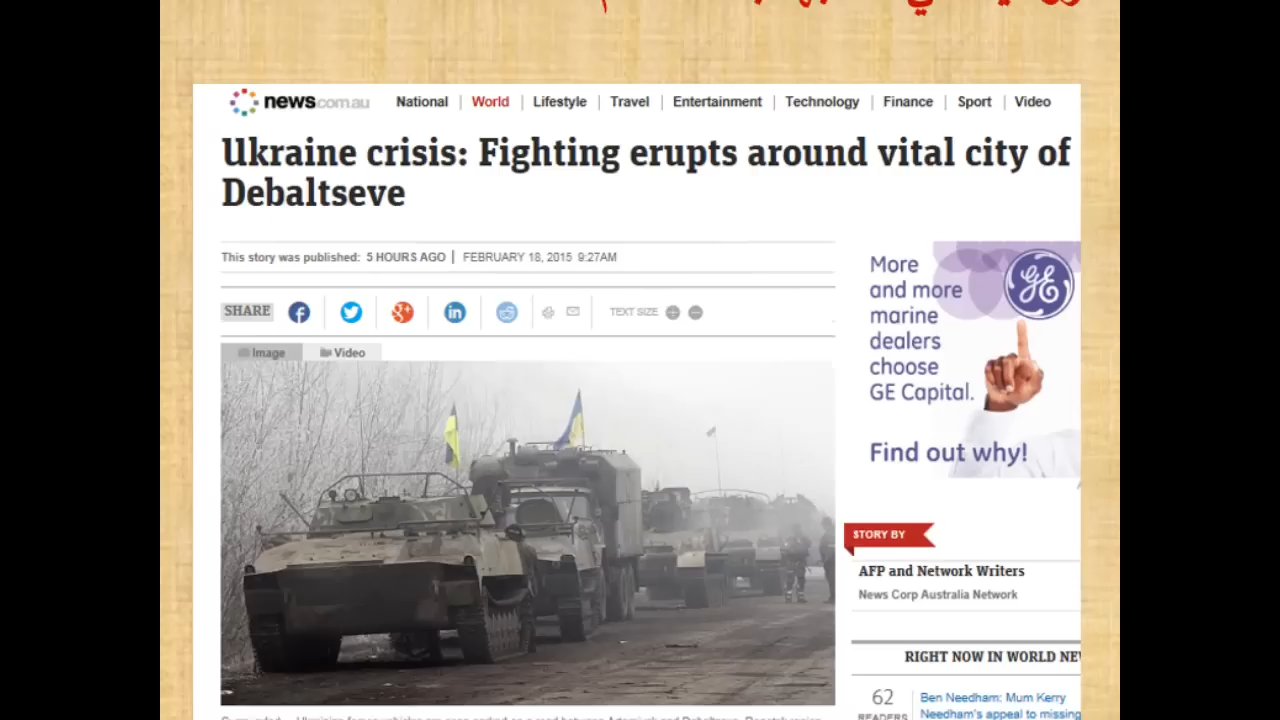 news.com.au
National
World
Lifestyle
Travel
Entertainment
Technology
Finance
Sport
Video
Ukraine crisis: Fighting erupts around vital city of
Debaltseve
This story was published: 5 HOURS AGO | FEBRUARY 18, 2015 9:27AM
SHARE
TEXT SIZE
Image
Video
More
and more
marine
dealers
choose
GE Capital.
GE
Find out why!
STORY BY
AFP and Network Writers
News Corp Australia Network
RIGHT NOW IN WORLD
62
READERS
Ben Needham: Mum Kerry
Needham's appeal to missing